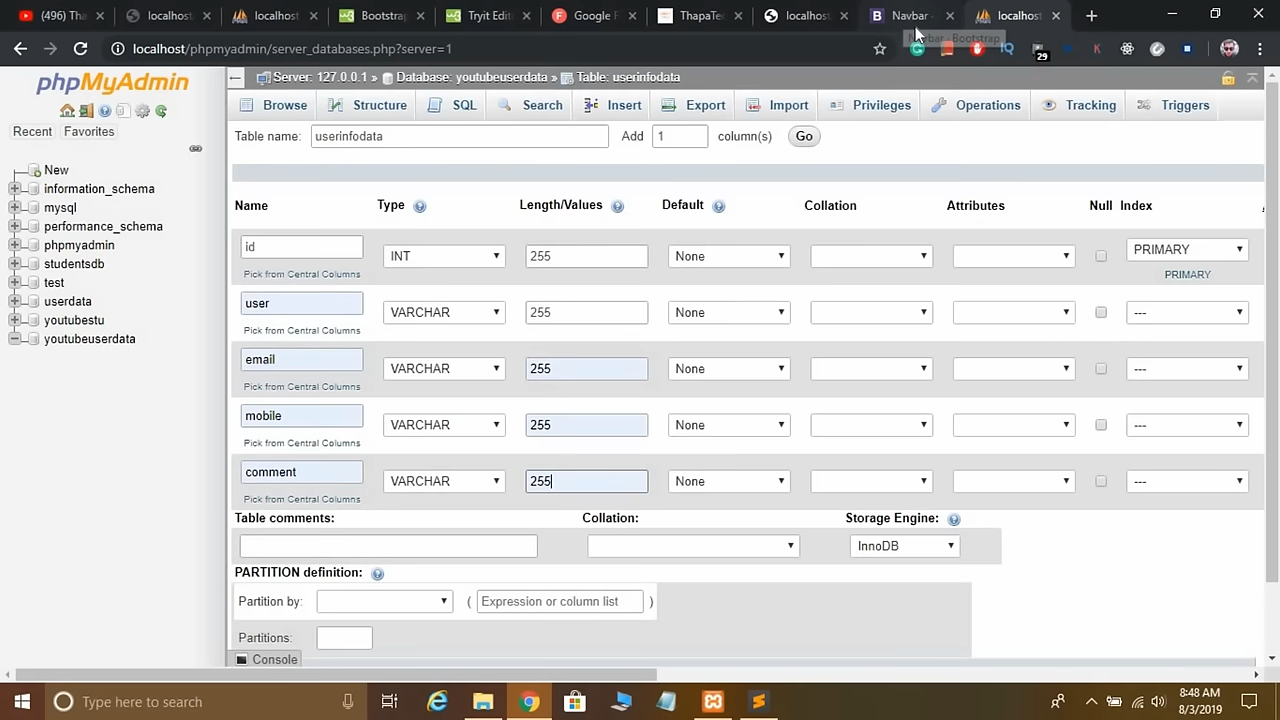 (496) Tha
localhost
localhost
Bootstrap
Tryit Edit
Google F
ThapaTec
localhost
Navbar
localhost
localhost/phpmyadmin/server_databases.php?server=1
Navbar · Bootstrap
29
phpMyAdmin
Recent Favorites
New
information_schema
mysql
performance_schema
phpmyadmin
studentsdb
test
userdata
youtubestu
youtubeuserdata
Server: 127.0.0.1 » Database: youtubeuserdata » Table: userinfodata
Browse Structure SQL Search Insert Export Import Privileges Operations Tracking Triggers
Table name: userinfodata Add 1 column(s) Go
Name Type Length/Values Default Collation Attributes Null Index
id INT 255 None PRIMARY
Pick from Central Columns PRIMARY
user VARCHAR 255 None ---
Pick from Central Columns
email VARCHAR 255 None ---
Pick from Central Columns
mobile VARCHAR 255 None ---
Pick from Central Columns
comment VARCHAR 255 None ---
Pick from Central Columns
Table comments: Collation: Storage Engine:
InnoDB
PARTITION definition:
Partition by: ( Expression or column list )
Partitions:
Console
Type here to search
8:48 AM
8/3/2019